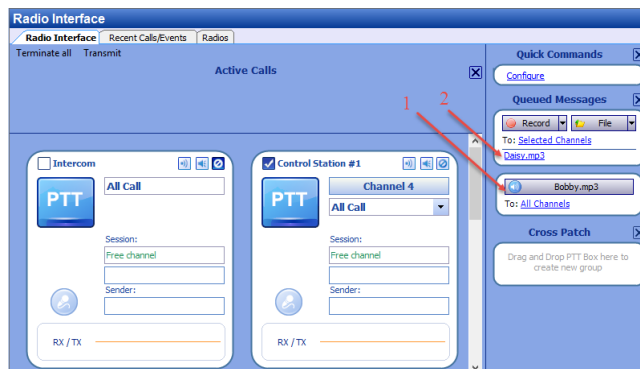 Radio Interface
Radio Interface Recent Calls/Events Radios
Terminate all Transmit
Active Calls
Intercom
PTT
All Call
Session:
Free channel
Sender:
RX / TX
Control Station #1
PTT
Channel 4
All Call
Session:
Free channel
Sender:
RX / TX
1 2
Quick Commands
Configure
Queued Messages
Record File
To: Selected Channels
Daisy.mp3
Bobby.mp3
To: All Channels
Cross Patch
Drag and Drop PTT Box here to
create new group